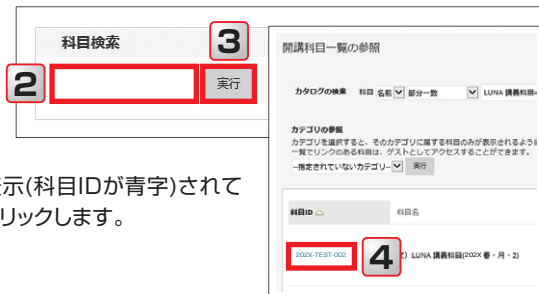 科目検索
3
2
実行
表示(科目IDが青字)されて
リックします。
開講科目一覧の参照
カタログの検索 科目 名前 部分一致 LUNA 講義科目
カテゴリの参照
カテゴリを選択すると、そのカテゴリに属する科目のみが表示されるよう
一覧でリンクのある科目は、ゲストとしてアクセスすることができます。
--指定されていないカテゴリ-- 実行
科目ID 科目名
202X-TEST-002
4
) LUNA 講義科目(202X 春・月・2)